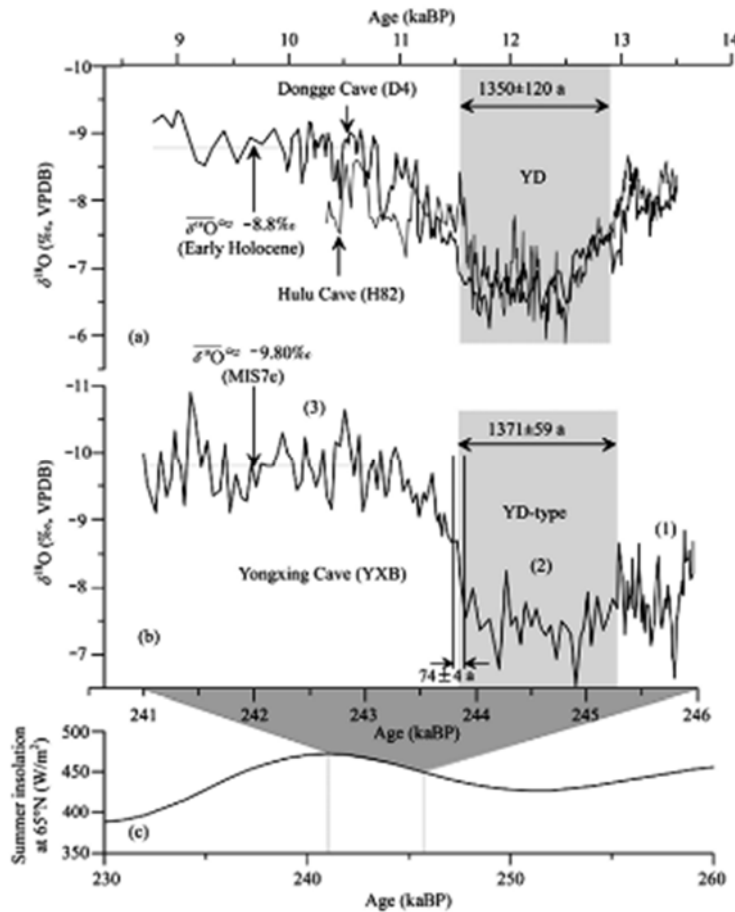 Age (kaBP)
9 10 11 12 13 14
−10
−9
−8
−7
−6
δ¹⁸O (‰, VPDB)
Dongge Cave (D4)
1350±120 a
YD
δ¹⁸O≈ −8.8‰
(Early Holocene)
Hulu Cave (H82)
(a)
δ¹⁸O≈ −9.80‰
(MIS7e)
−11
−10
−9
−8
−7
δ¹⁸O (‰, VPDB)
(3)
1371±59 a
YD-type
(1)
(2)
Yongxing Cave (YXB)
(b)
74±4 a
241 242 243 244 245 246
Age (kaBP)
500
450
400
350
Summer insolation
at 65°N (W/m²)
(c)
230 240 250 260
Age (kaBP)